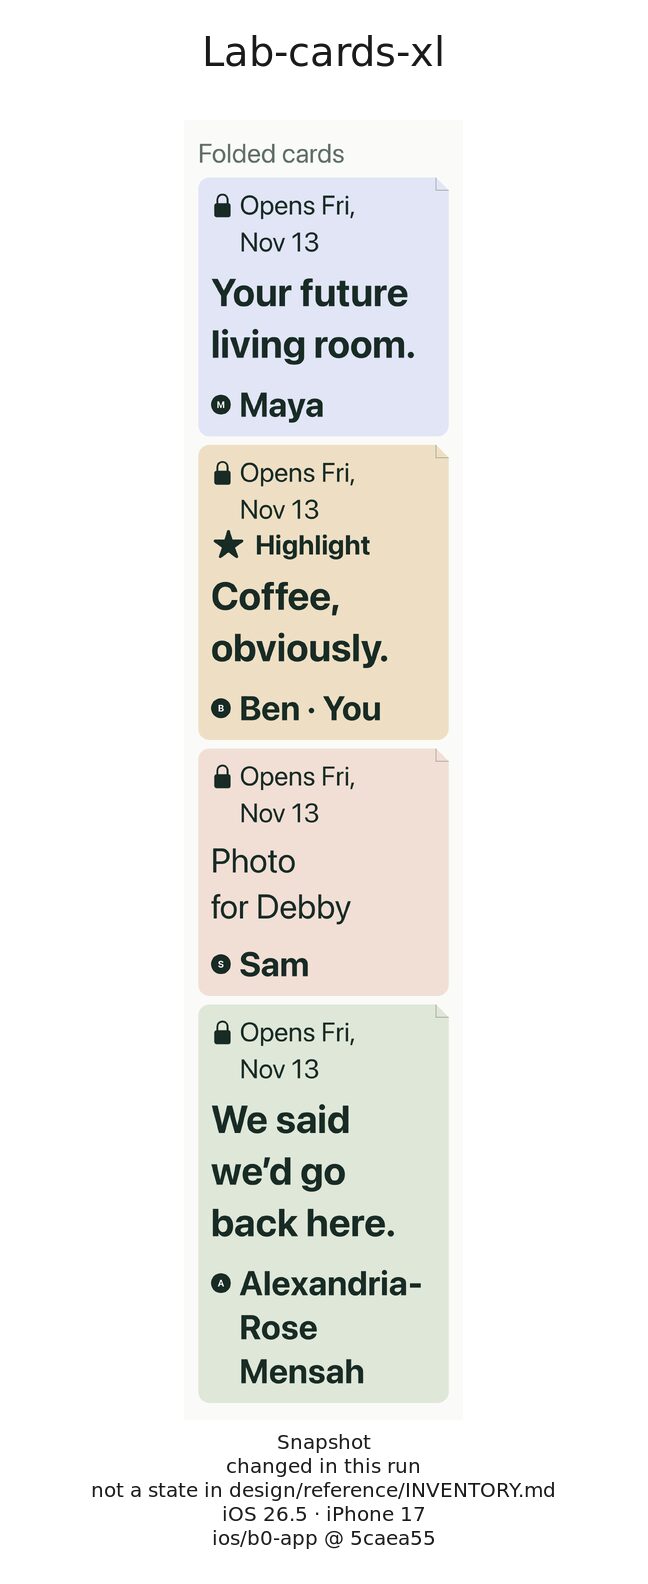 Lab-cards-xl
Folded cards
Opens Fri,
Nov 13
Your future
living room.
M Maya
Opens Fri,
Nov 13
Highlight
Coffee,
obviously.
B Ben · You
Opens Fri,
Nov 13
Photo
for Debby
S Sam
Opens Fri,
Nov 13
We said
we’d go
back here.
A Alexandria-
Rose
Mensah
Snapshot
changed in this run
not a state in design/reference/INVENTORY.md
iOS 26.5 · iPhone 17
ios/b0-app @ 5caea55